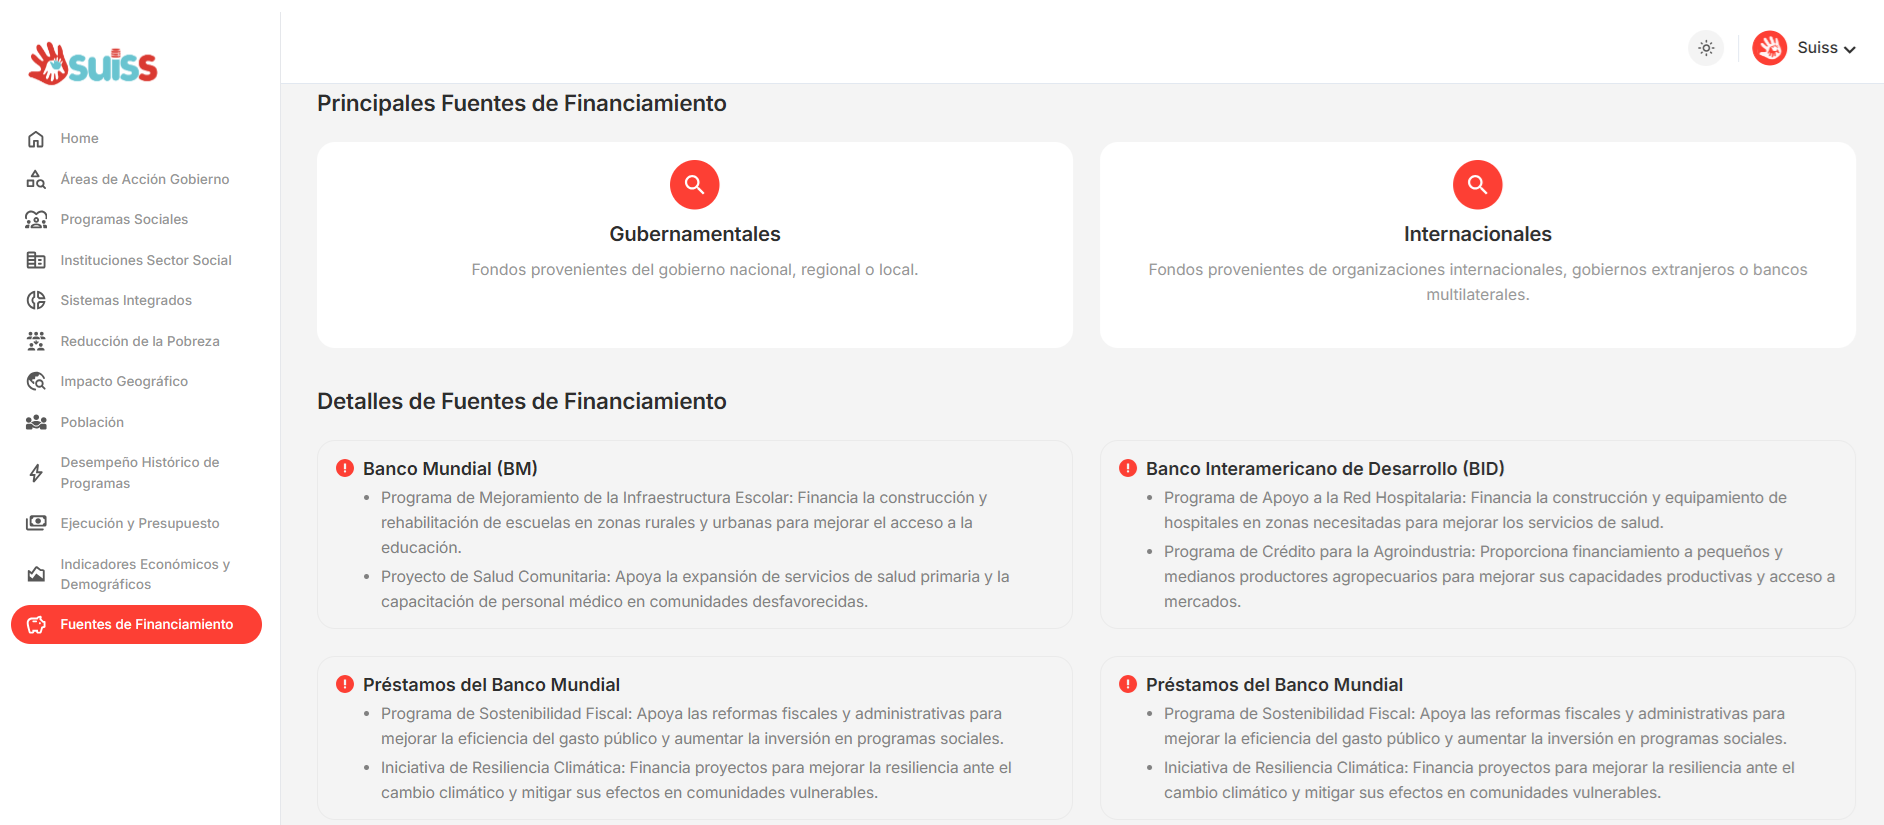 suiss
Home
Áreas de Acción Gobierno
Programas Sociales
Instituciones Sector Social
Sistemas Integrados
Reducción de la Pobreza
Impacto Geográfico
Población
Desempeño Histórico de
Programas
Ejecución y Presupuesto
Indicadores Económicos y
Demográficos
Fuentes de Financiamiento
Suiss
Principales Fuentes de Financiamiento
Gubernamentales
Fondos provenientes del gobierno nacional, regional o local.
Internacionales
Fondos provenientes de organizaciones internacionales, gobiernos extranjeros o bancos
multilaterales.
Detalles de Fuentes de Financiamiento
Banco Mundial (BM)
• Programa de Mejoramiento de la Infraestructura Escolar: Financia la construcción y
rehabilitación de escuelas en zonas rurales y urbanas para mejorar el acceso a la
educación.
• Proyecto de Salud Comunitaria: Apoya la expansión de servicios de salud primaria y la
capacitación de personal médico en comunidades desfavorecidas.
Banco Interamericano de Desarrollo (BID)
• Programa de Apoyo a la Red Hospitalaria: Financia la construcción y equipamiento de
hospitales en zonas necesitadas para mejorar los servicios de salud.
• Programa de Crédito para la Agroindustria: Proporciona financiamiento a pequeños y
medianos productores agropecuarios para mejorar sus capacidades productivas y acceso a
mercados.
Préstamos del Banco Mundial
• Programa de Sostenibilidad Fiscal: Apoya las reformas fiscales y administrativas para
mejorar la eficiencia del gasto público y aumentar la inversión en programas sociales.
• Iniciativa de Resiliencia Climática: Financia proyectos para mejorar la resiliencia ante el
cambio climático y mitigar sus efectos en comunidades vulnerables.
Préstamos del Banco Mundial
• Programa de Sostenibilidad Fiscal: Apoya las reformas fiscales y administrativas para
mejorar la eficiencia del gasto público y aumentar la inversión en programas sociales.
• Iniciativa de Resiliencia Climática: Financia proyectos para mejorar la resiliencia ante el
cambio climático y mitigar sus efectos en comunidades vulnerables.